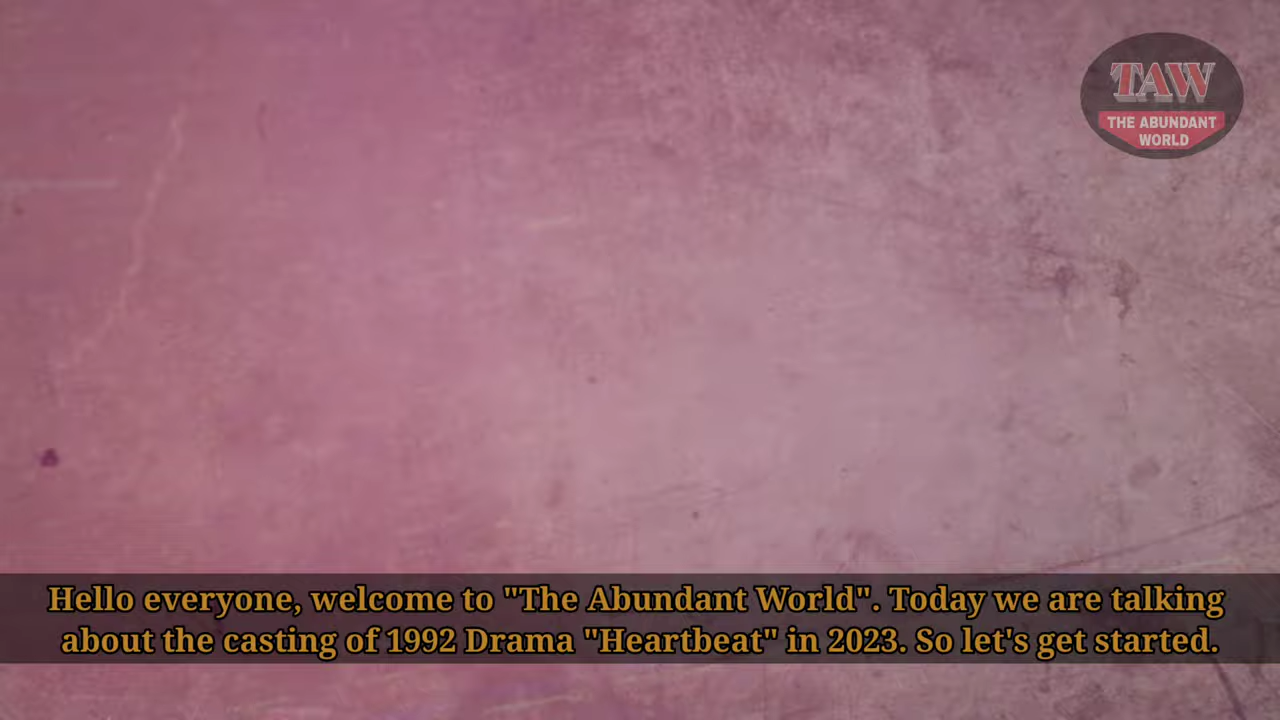 TAW
THE ABUNDANT
WORLD
Hello everyone, welcome to "The Abundant World". Today we are talking
about the casting of 1992 Drama "Heartbeat" in 2023. So let's get started.